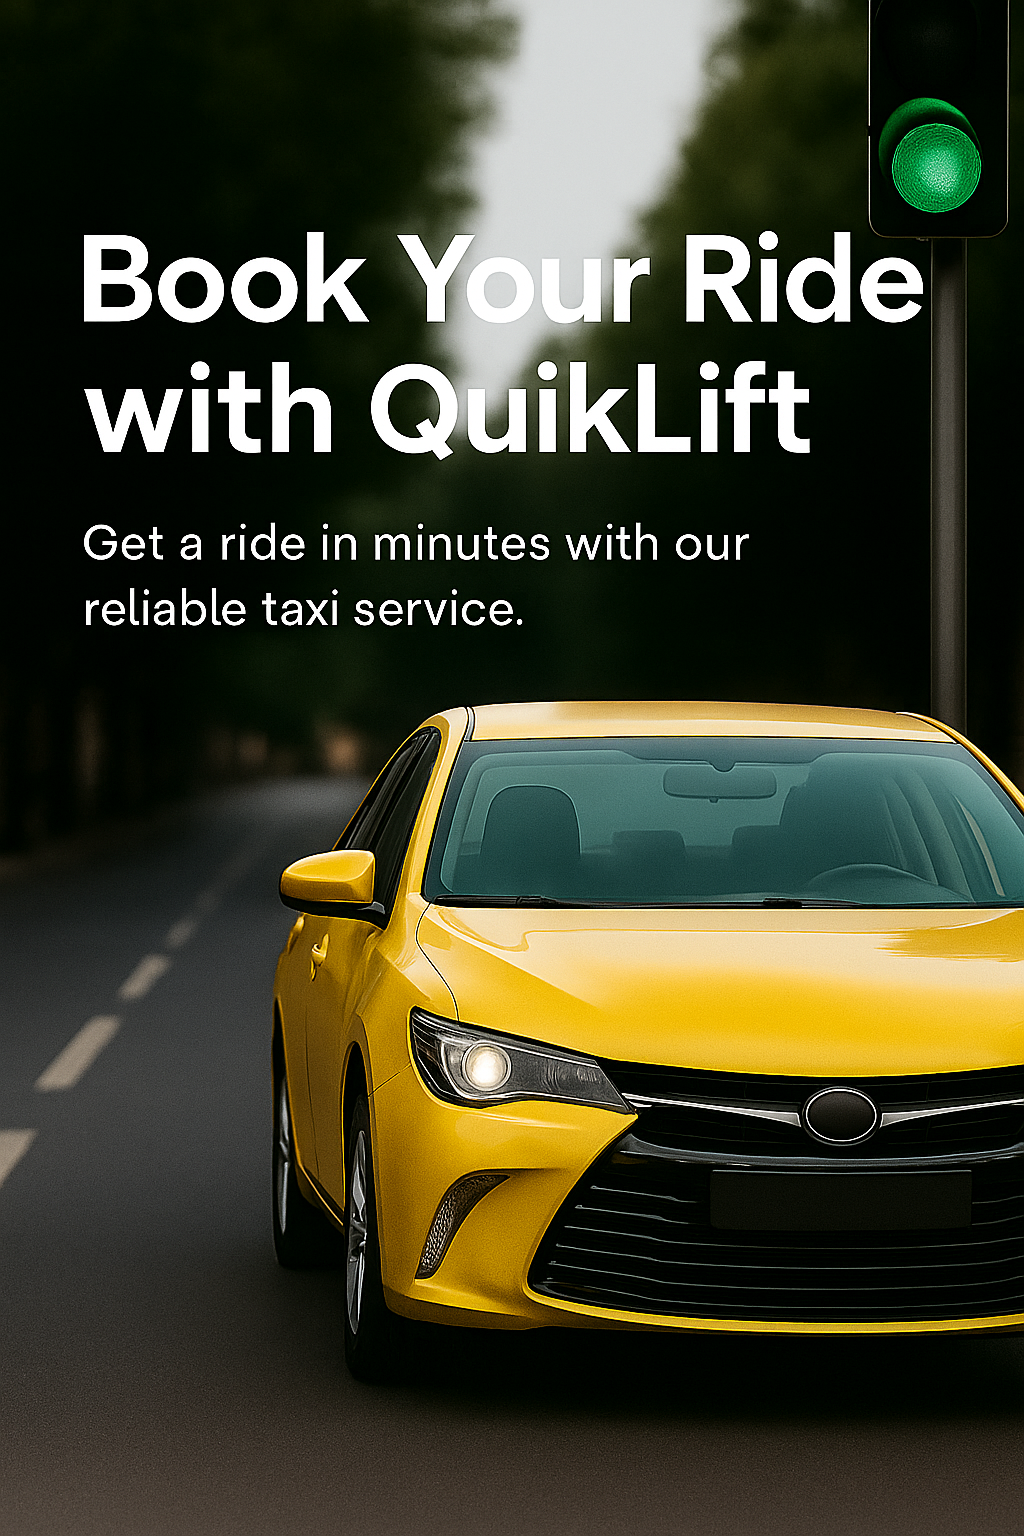 Book Your Ride
with QuikLift
Get a ride in minutes with our
reliable taxi service.